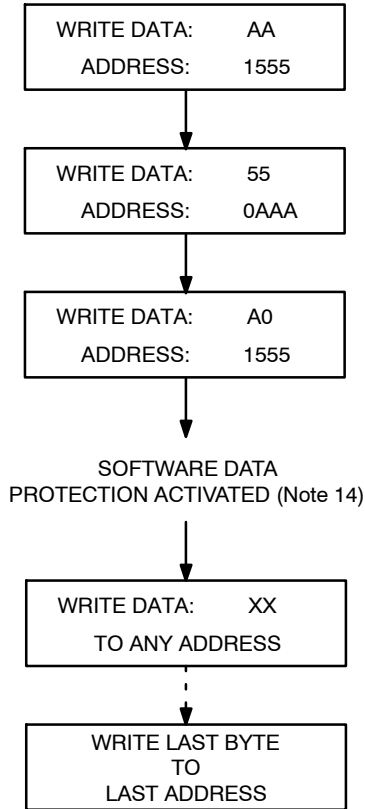 WRITE DATA: AA
ADDRESS: 1555
WRITE DATA: 55
ADDRESS: 0AAA
WRITE DATA: A0
ADDRESS: 1555
SOFTWARE DATA
PROTECTION ACTIVATED (Note 14)
WRITE DATA: XX
TO ANY ADDRESS
WRITE LAST BYTE
TO
LAST ADDRESS